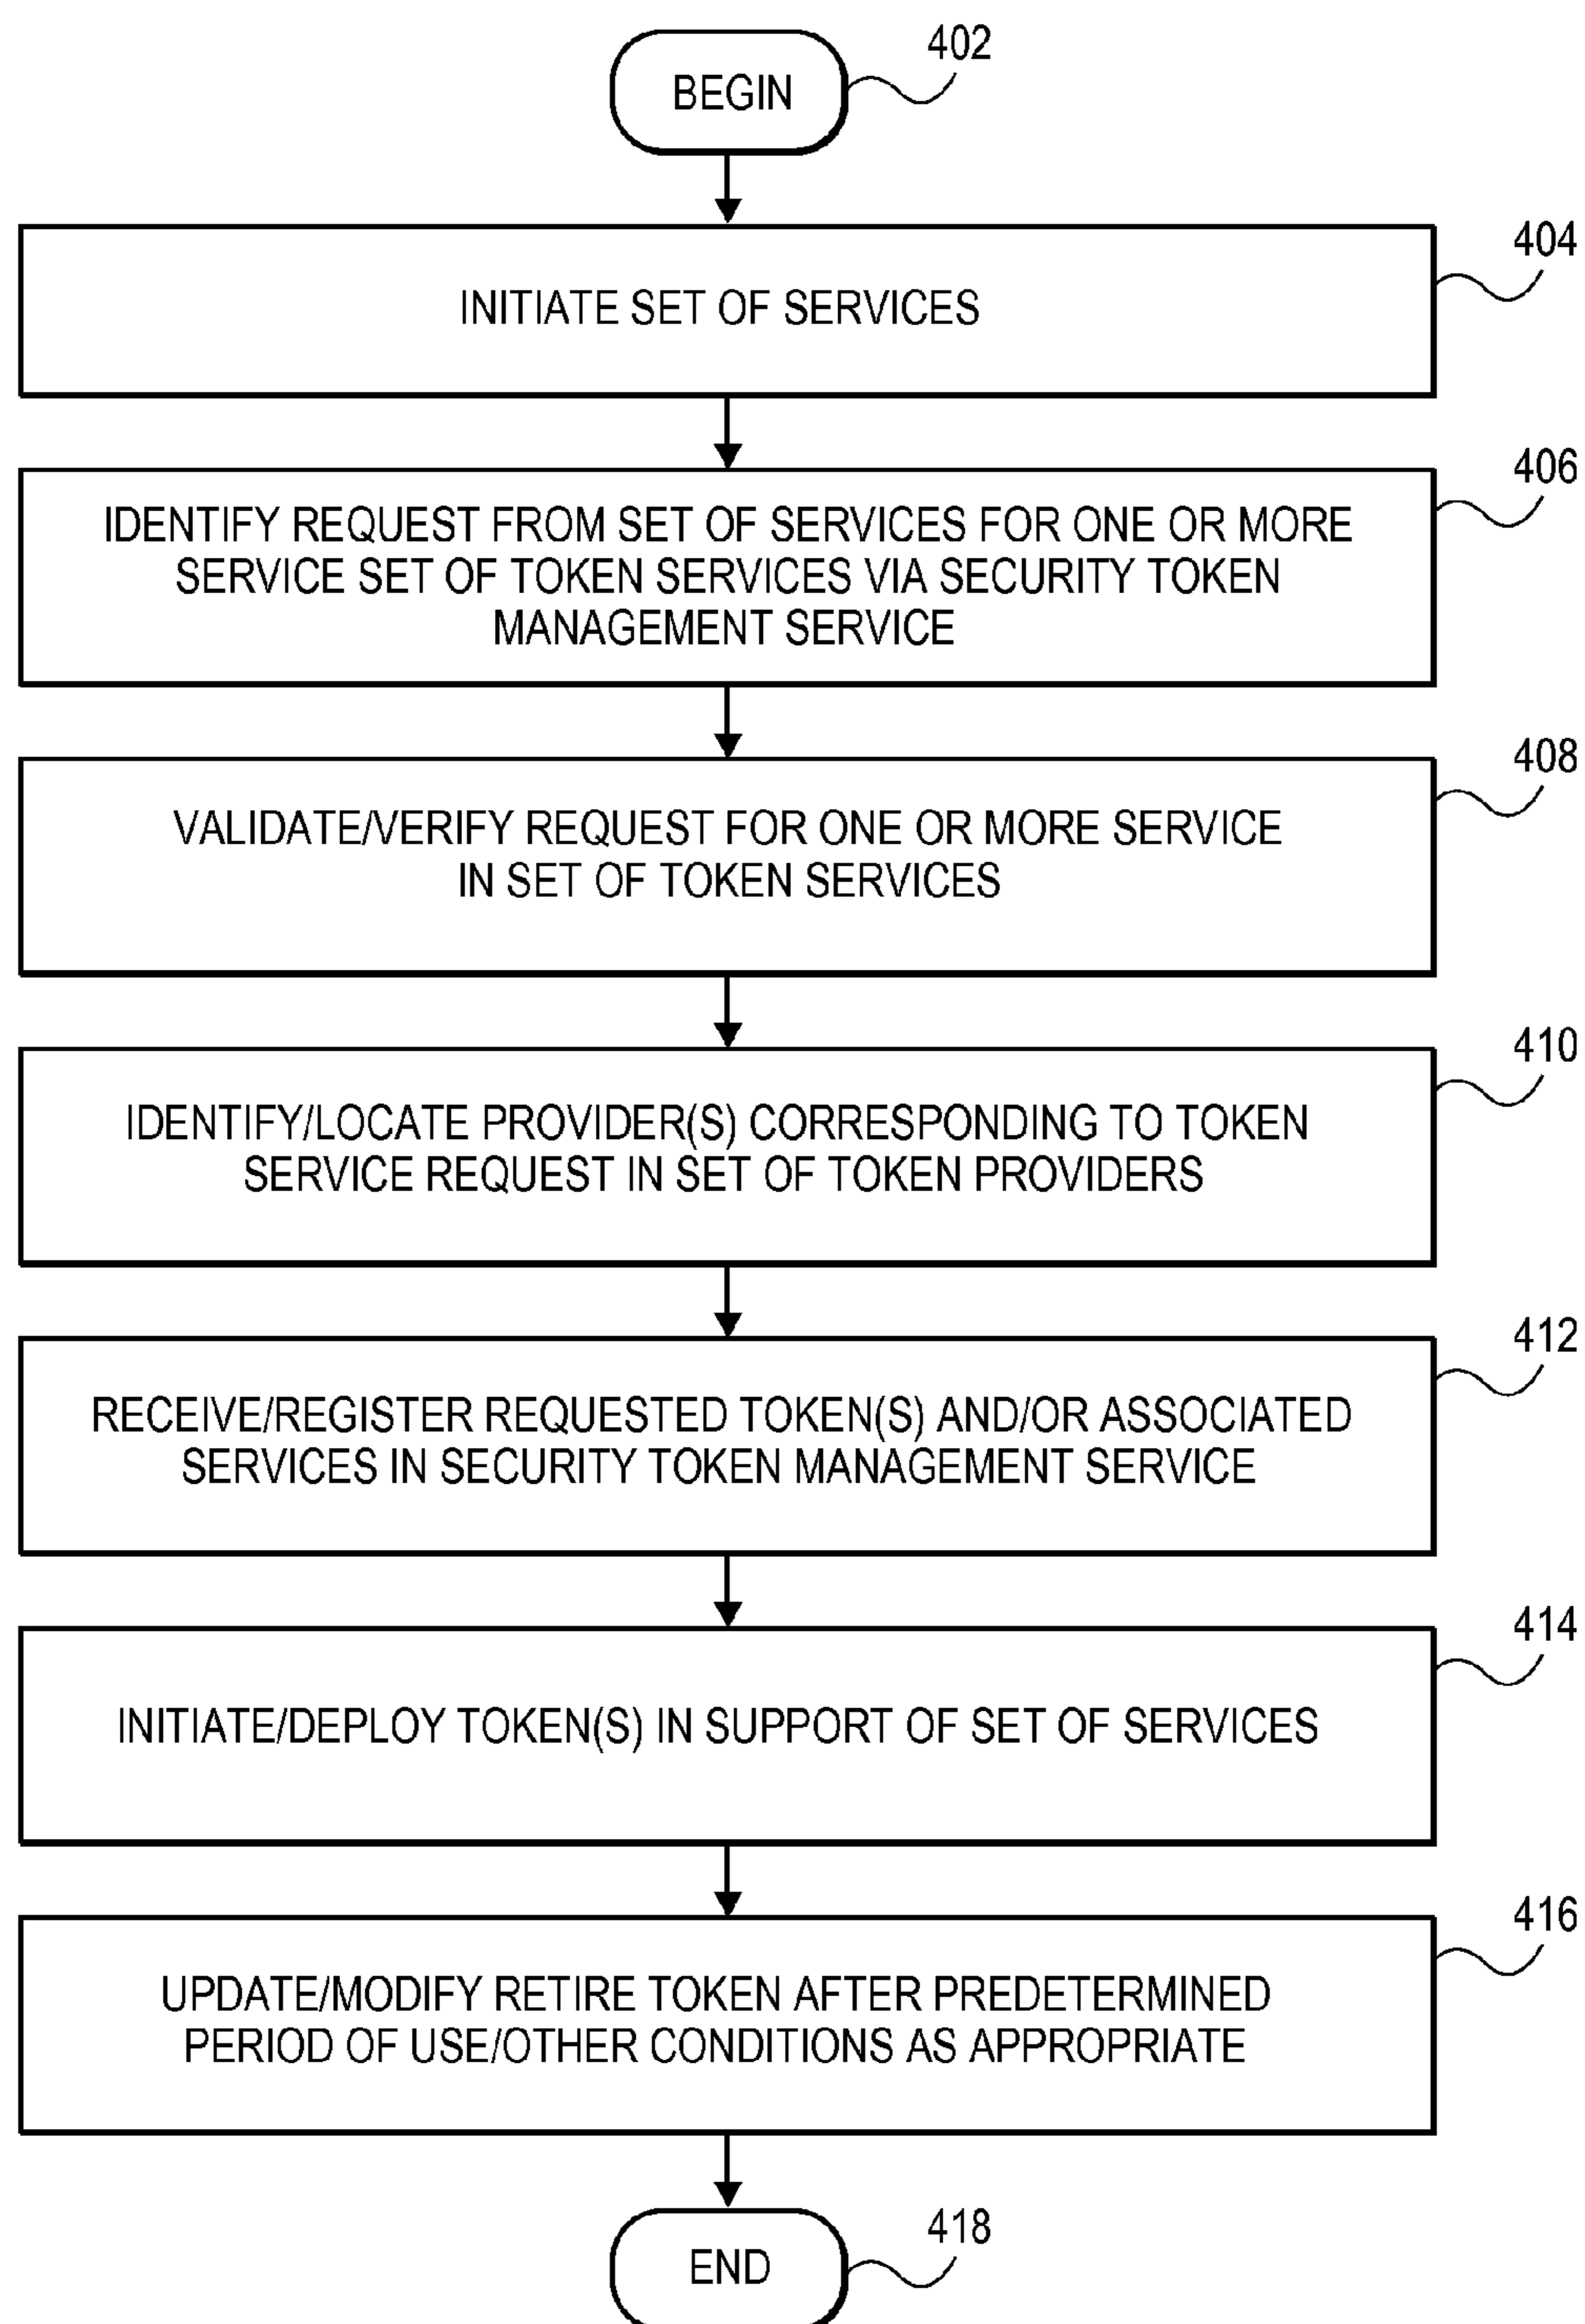 BEGIN
402
INITIATE SET OF SERVICES
404
IDENTIFY REQUEST FROM SET OF SERVICES FOR ONE OR MORE
SERVICE SET OF TOKEN SERVICES VIA SECURITY TOKEN
MANAGEMENT SERVICE
406
VALIDATE/VERIFY REQUEST FOR ONE OR MORE SERVICE
IN SET OF TOKEN SERVICES
408
IDENTIFY/LOCATE PROVIDER(S) CORRESPONDING TO TOKEN
SERVICE REQUEST IN SET OF TOKEN PROVIDERS
410
RECEIVE/REGISTER REQUESTED TOKEN(S) AND/OR ASSOCIATED
SERVICES IN SECURITY TOKEN MANAGEMENT SERVICE
412
INITIATE/DEPLOY TOKEN(S) IN SUPPORT OF SET OF SERVICES
414
UPDATE/MODIFY RETIRE TOKEN AFTER PREDETERMINED
PERIOD OF USE/OTHER CONDITIONS AS APPROPRIATE
416
END
418